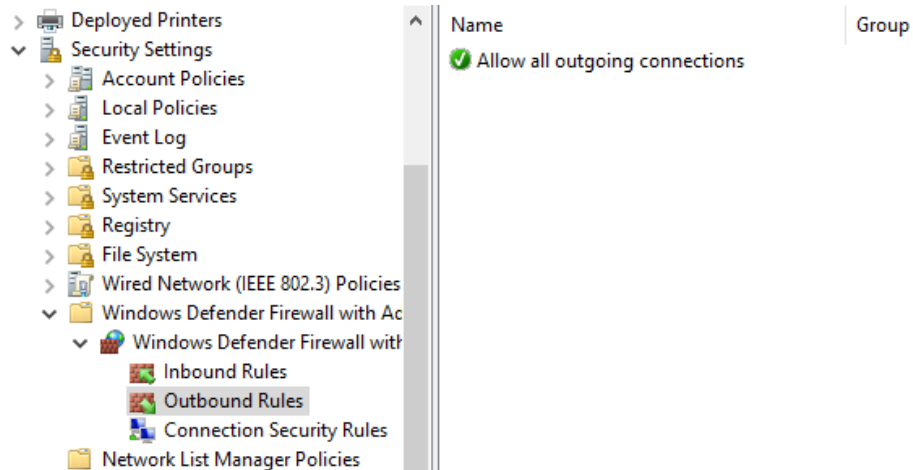 Deployed Printers
Security Settings
Account Policies
Local Policies
Event Log
Restricted Groups
System Services
Registry
File System
Wired Network (IEEE 802.3) Policies
Windows Defender Firewall with Ad
Windows Defender Firewall with
Inbound Rules
Outbound Rules
Connection Security Rules
Network List Manager Policies
Name Group
Allow all outgoing connections